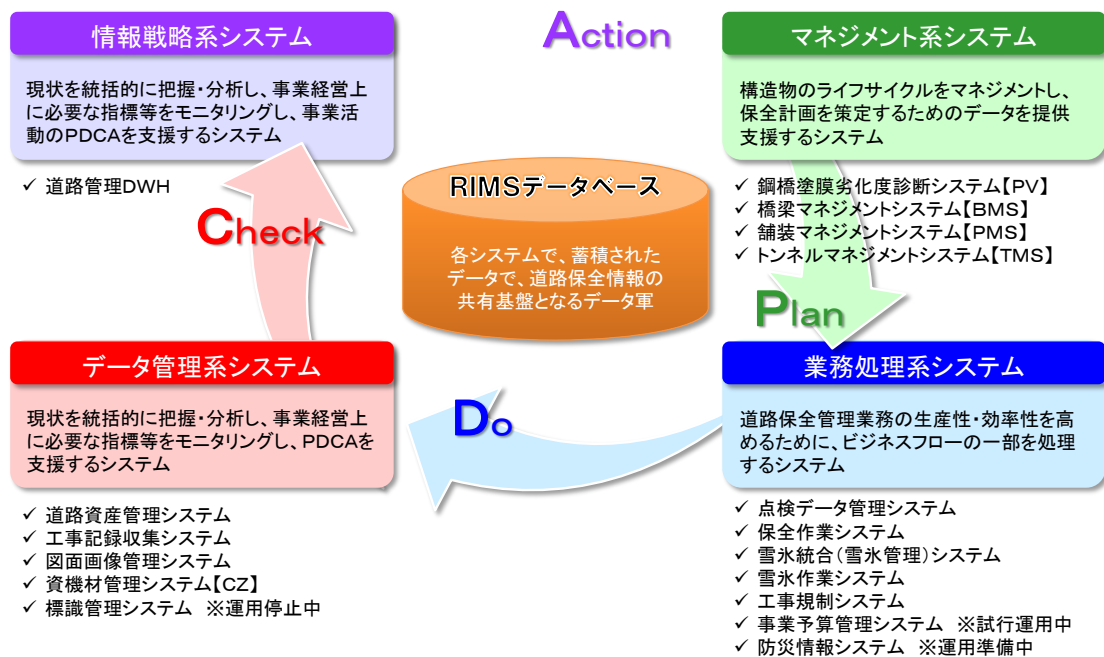 情報戦略系システム
現状を統括的に把握・分析し、事業経営上
に必要な指標等をモニタリングし、事業活
動のPDCAを支援するシステム
✓ 道路管理DWH
Action
マネジメント系システム
構造物のライフサイクルをマネジメントし、
保全計画を策定するためのデータを提供
支援するシステム
✓ 鋼橋塗膜劣化度診断システム【PV】
✓ 橋梁マネジメントシステム【BMS】
✓ 舗装マネジメントシステム【PMS】
✓ トンネルマネジメントシステム【TMS】
RIMSデータベース
各システムで、蓄積された
データで、道路保全情報の
共有基盤となるデータ軍
Check
Plan
データ管理系システム
現状を統括的に把握・分析し、事業経営上
に必要な指標等をモニタリングし、PDCAを
支援するシステム
✓ 道路資産管理システム
✓ 工事記録収集システム
✓ 図面画像管理システム
✓ 資機材管理システム【CZ】
✓ 標識管理システム ※運用停止中
Do
業務処理系システム
道路保全管理業務の生産性・効率性を高
めるために、ビジネスフローの一部を処理
するシステム
✓ 点検データ管理システム
✓ 保全作業システム
✓ 雪氷統合(雪氷管理)システム
✓ 雪氷作業システム
✓ 工事規制システム
✓ 事業予算管理システム ※試行運用中
✓ 防災情報システム ※運用準備中